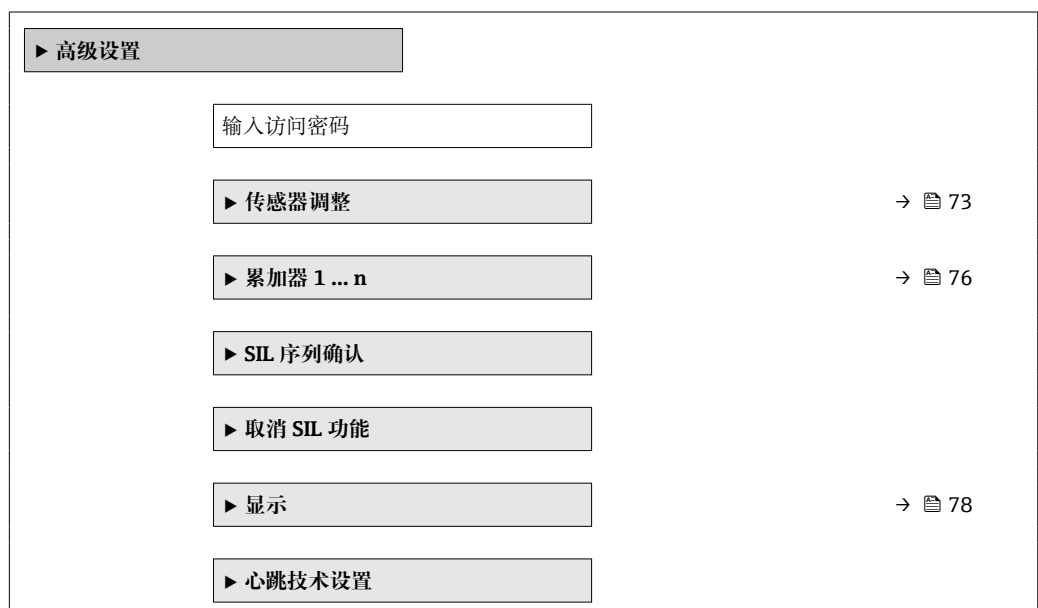 ▶ 高级设置
输入访问密码
▶ 传感器调整 → 73
▶ 累加器 1 ... n → 76
▶ SIL 序列确认
▶ 取消 SIL 功能
▶ 显示 → 78
▶ 心跳技术设置